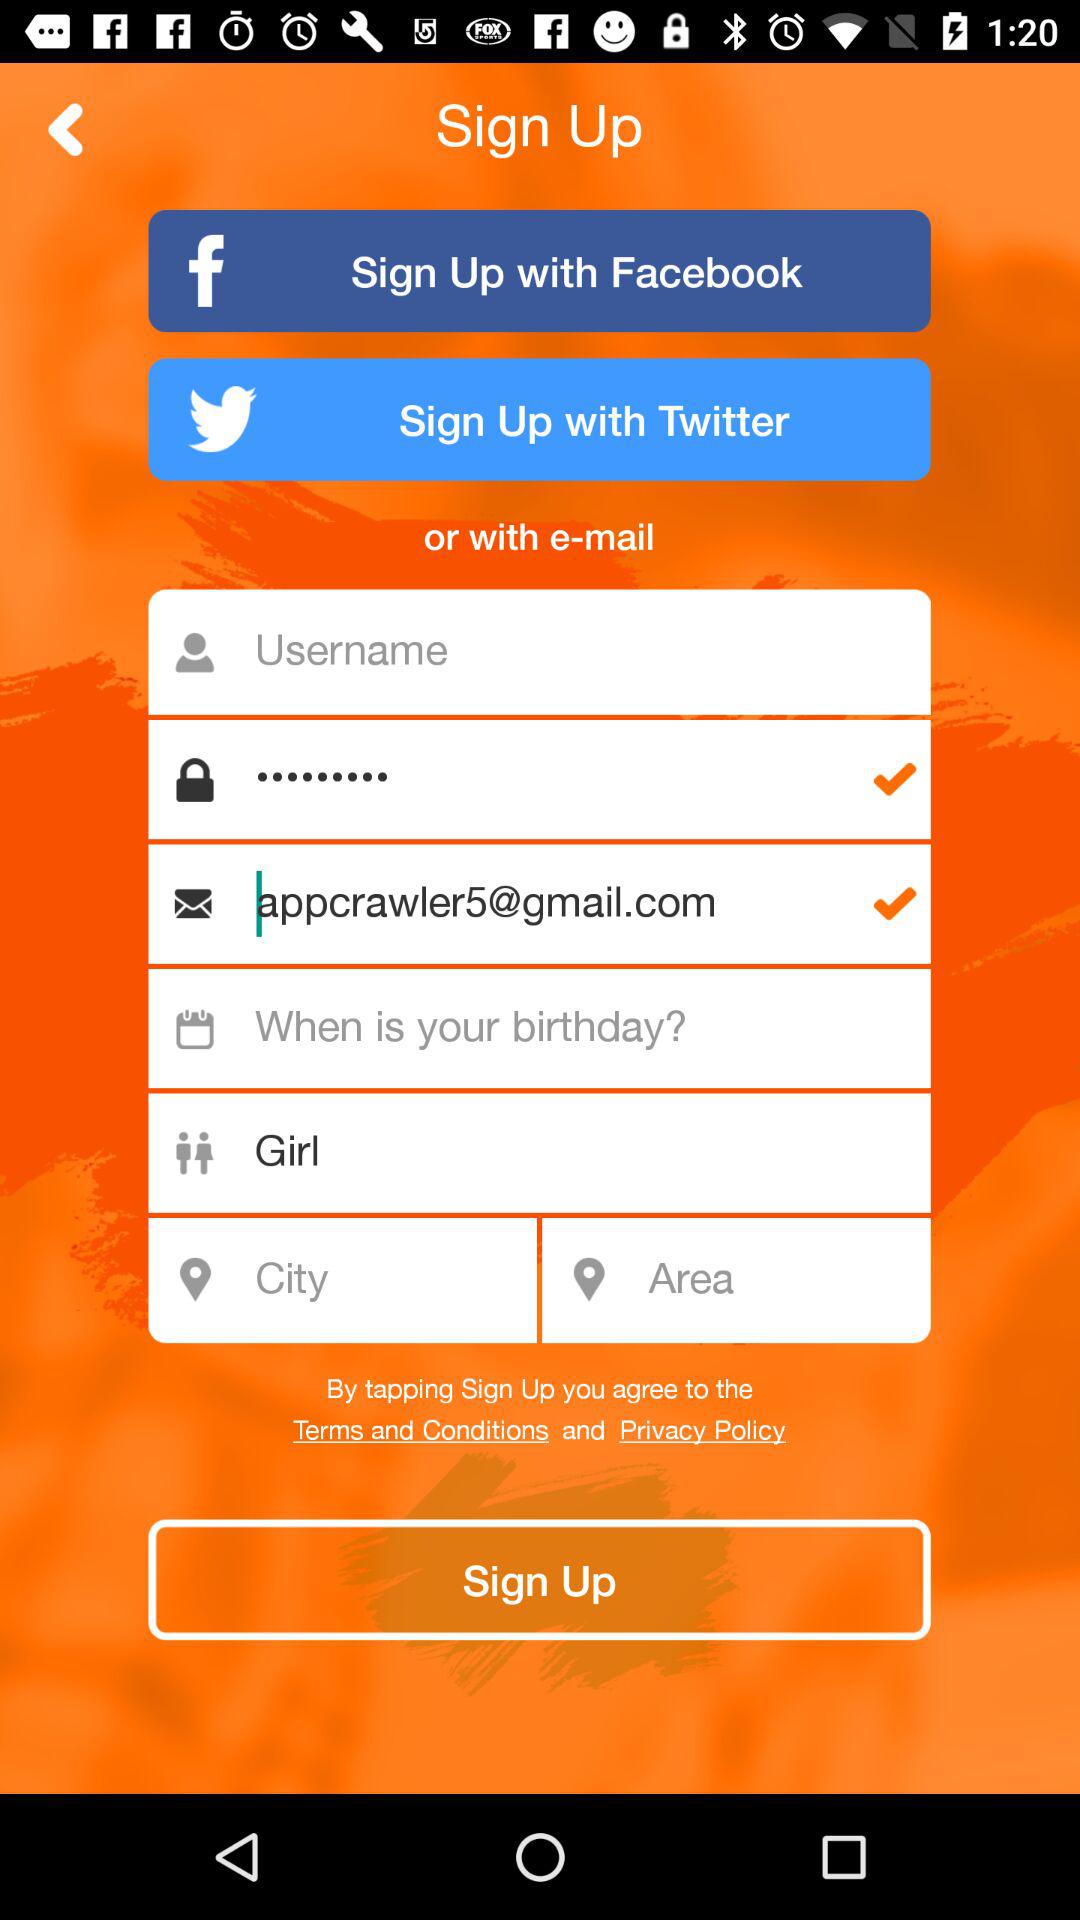 1:20
Sign Up
Sign Up with Facebook
Sign Up with Twitter
or with e-mail
Username
•••••••••
appcrawler5@gmail.com
When is your birthday?
Girl
City Area
By tapping Sign Up you agree to the
Terms and Conditions and Privacy Policy
Sign Up